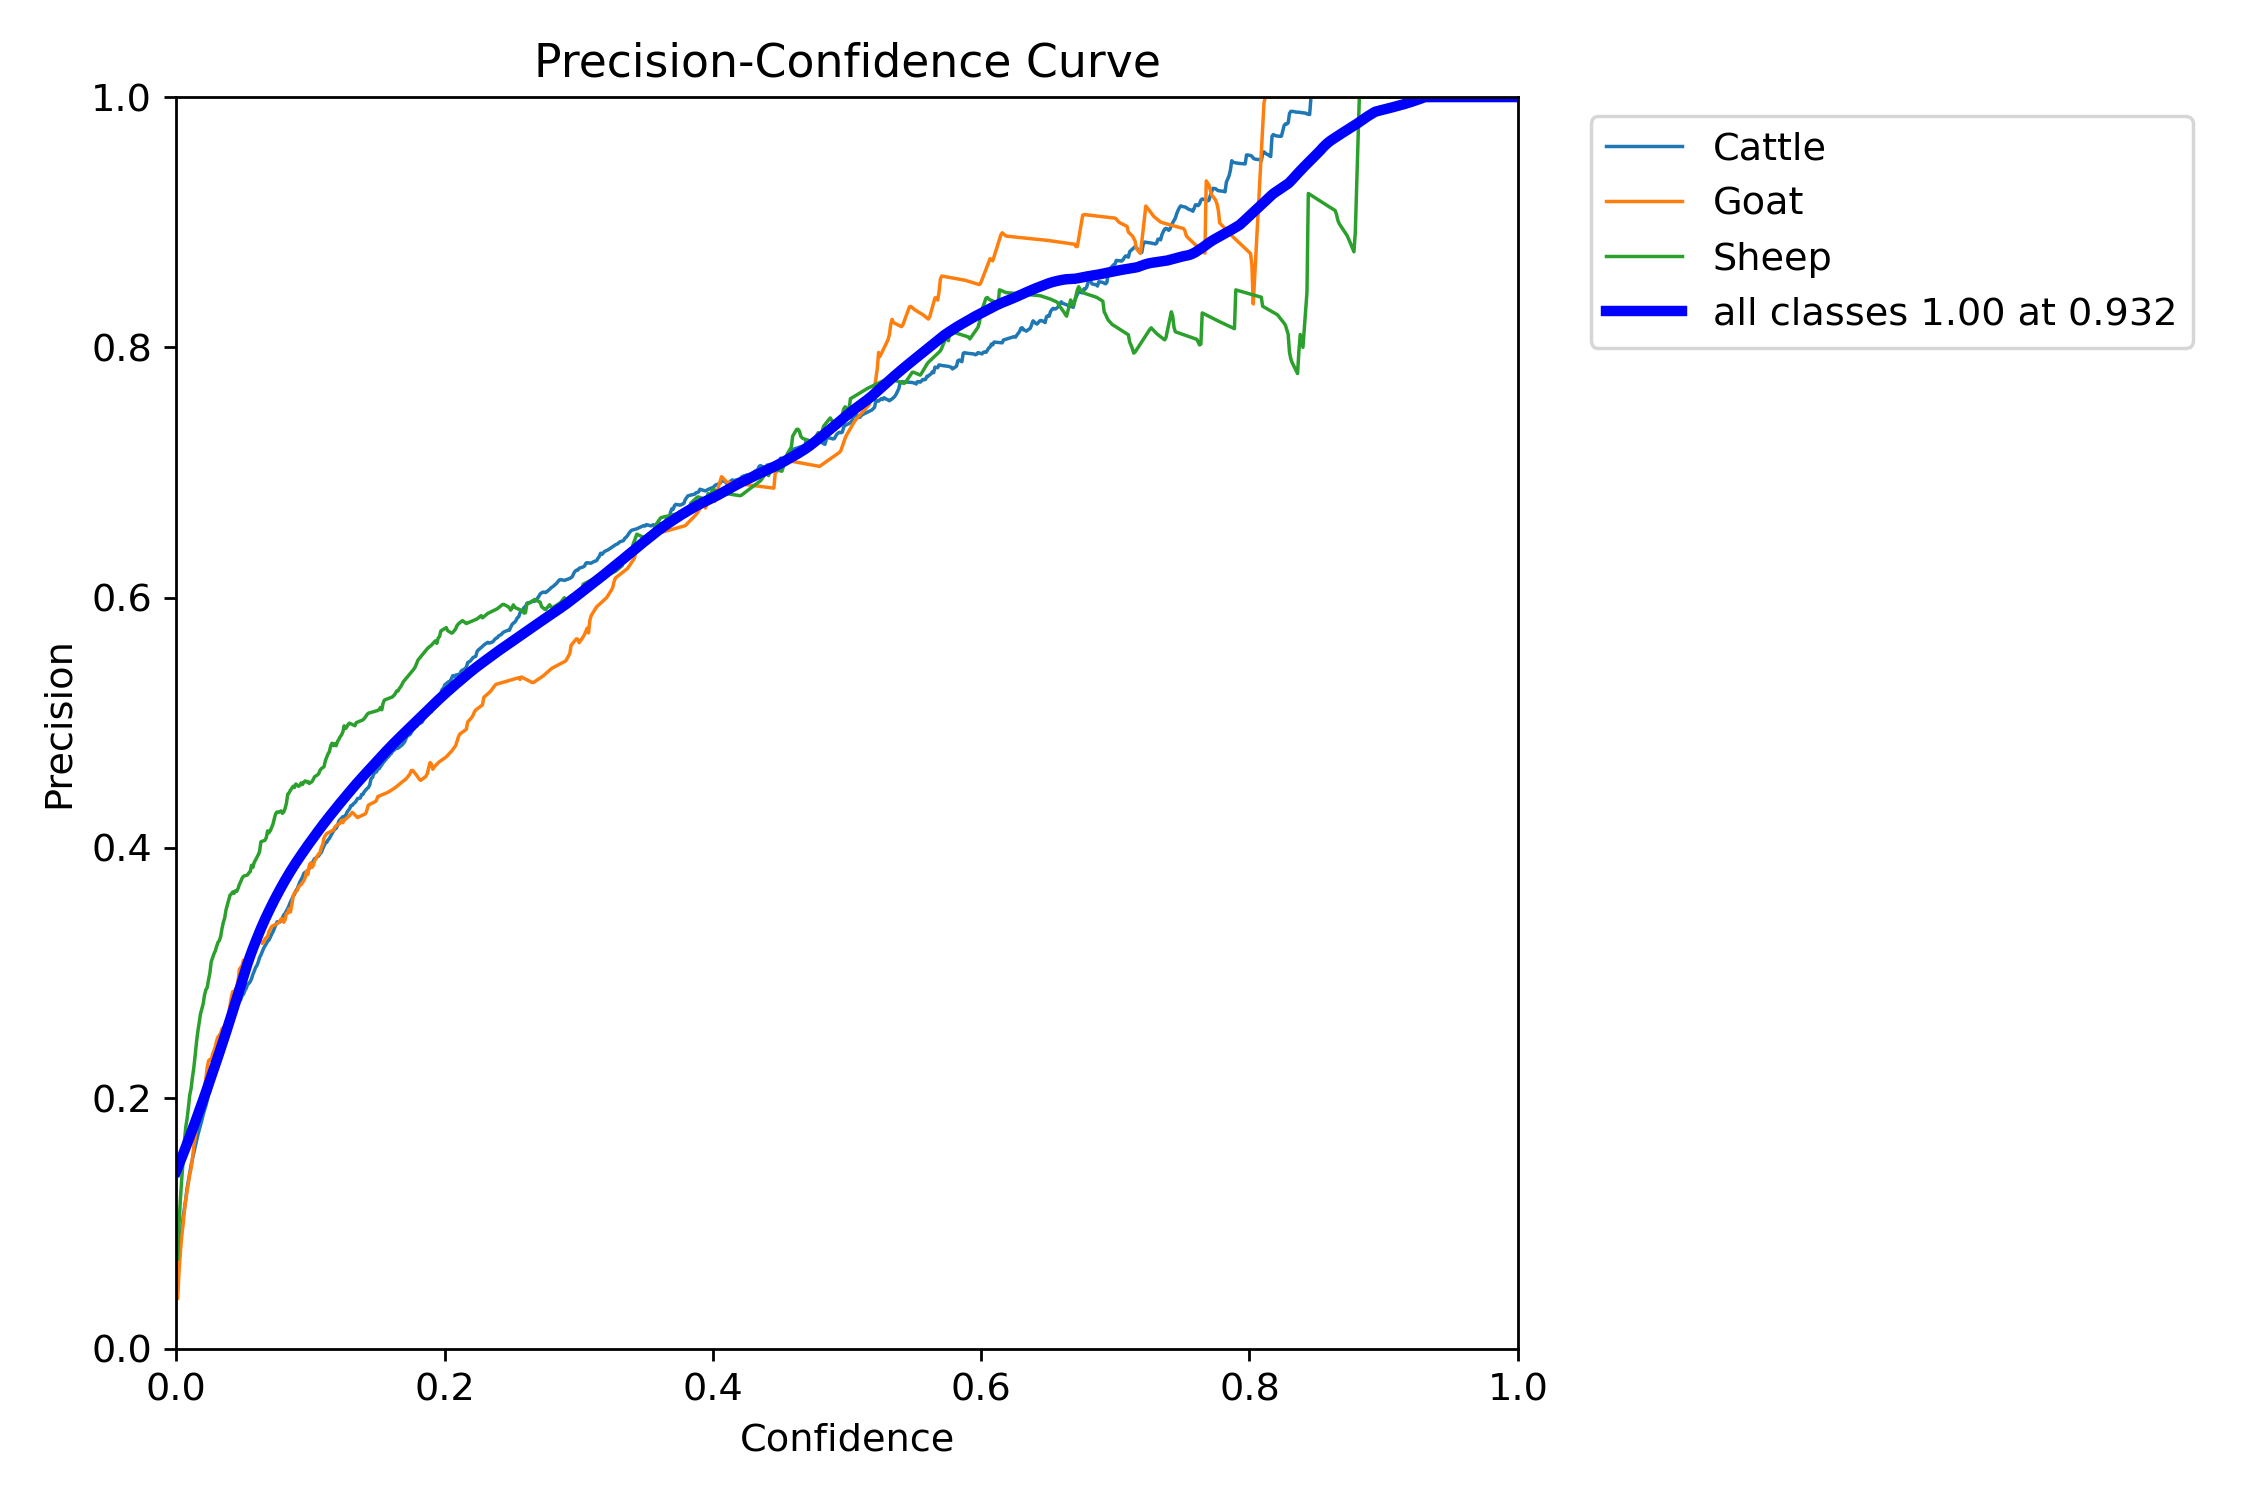 Precision-Confidence Curve
1.0
0.8
0.6
0.4
0.2
0.0
Precision
0.0 0.2 0.4 0.6 0.8 1.0
Confidence
Cattle
Goat
Sheep
all classes 1.00 at 0.932